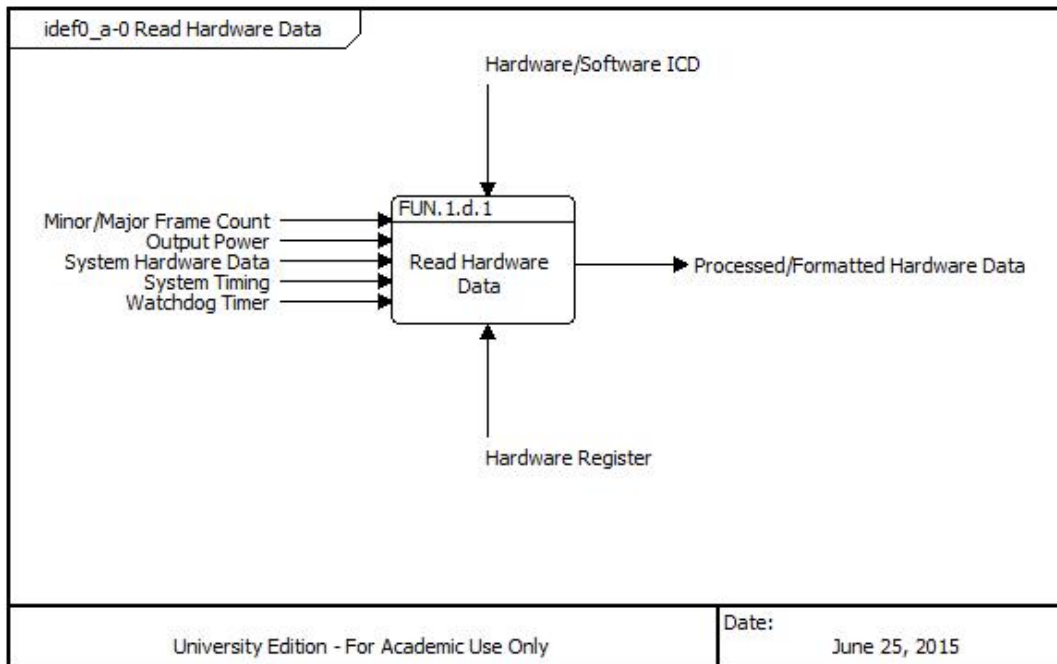 idef0_a-0 Read Hardware Data
Hardware/Software ICD
FUN.1.d.1
Minor/Major Frame Count
Output Power
System Hardware Data
System Timing
Watchdog Timer
Read Hardware
Data
Processed/Formatted Hardware Data
Hardware Register
University Edition - For Academic Use Only
Date:
June 25, 2015